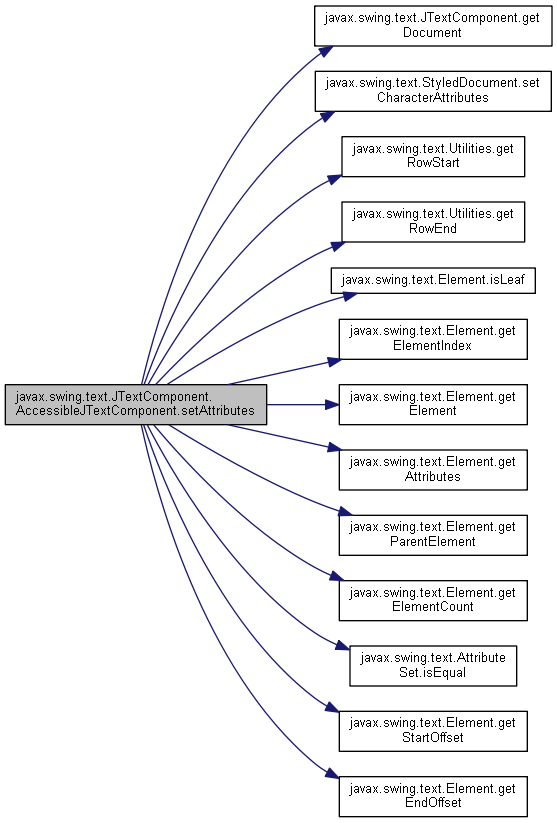 javax.swing.text.JTextComponent.get
Document
javax.swing.text.StyledDocument.set
CharacterAttributes
javax.swing.text.Utilities.get
RowStart
javax.swing.text.Utilities.get
RowEnd
javax.swing.text.Element.isLeaf
javax.swing.text.Element.get
ElementIndex
javax.swing.text.JTextComponent.
AccessibleJTextComponent.setAttributes
javax.swing.text.Element.get
Element
javax.swing.text.Element.get
Attributes
javax.swing.text.Element.get
ParentElement
javax.swing.text.Element.get
ElementCount
javax.swing.text.Attribute
Set.isEqual
javax.swing.text.Element.get
StartOffset
javax.swing.text.Element.get
EndOffset